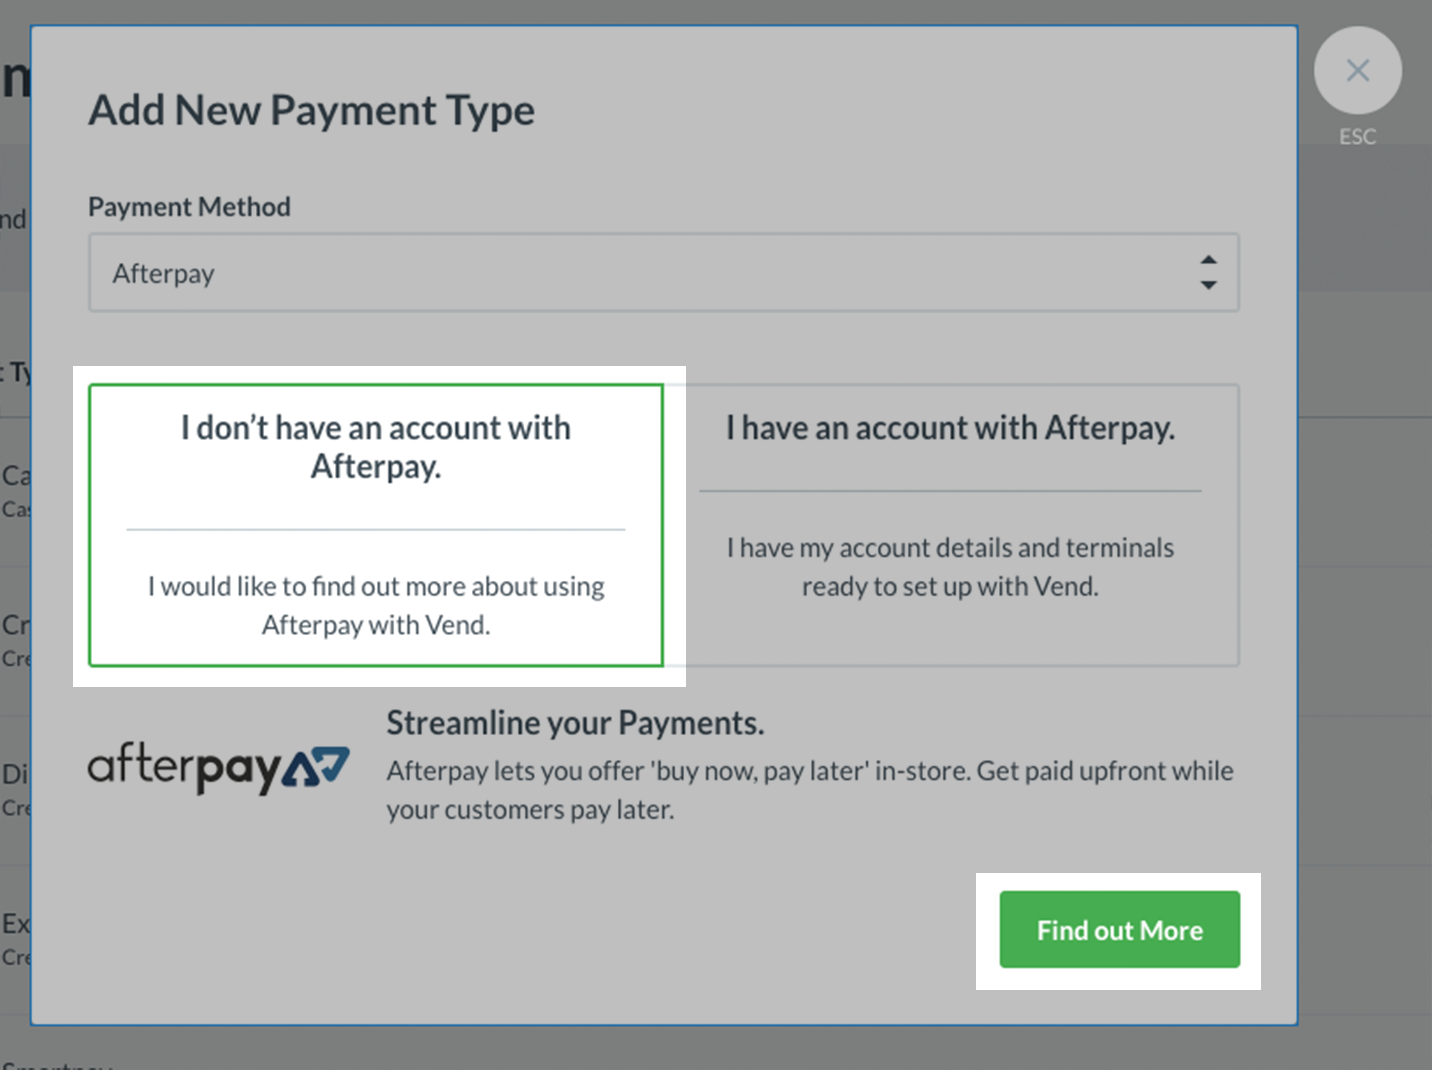 Add New Payment Type
ESC
Payment Method
Afterpay
I don’t have an account with
Afterpay.
I would like to find out more about using
Afterpay with Vend.
I have an account with Afterpay.
I have my account details and terminals
ready to set up with Vend.
afterpay
Streamline your Payments.
Afterpay lets you offer 'buy now, pay later' in-store. Get paid upfront while
your customers pay later.
Find out More